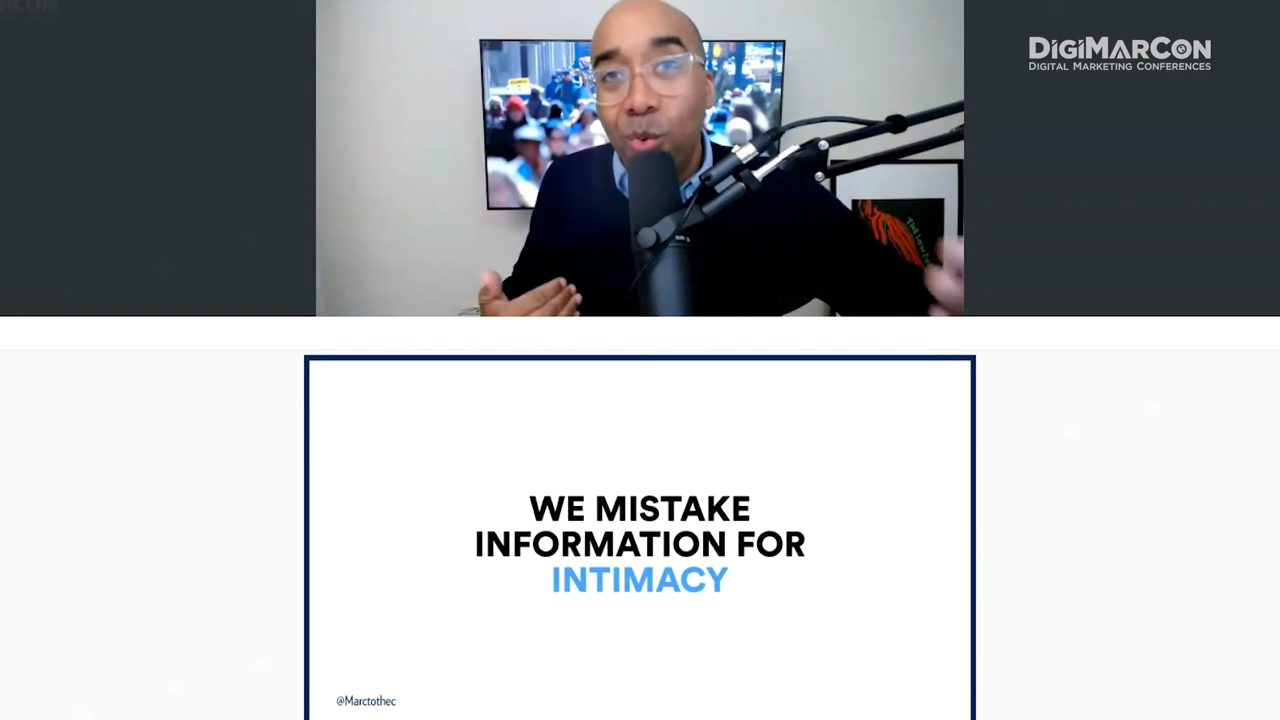 DIGIMARCON
DIGITAL MARKETING CONFERENCES
WE MISTAKE
INFORMATION FOR
INTIMACY
@Marctothec